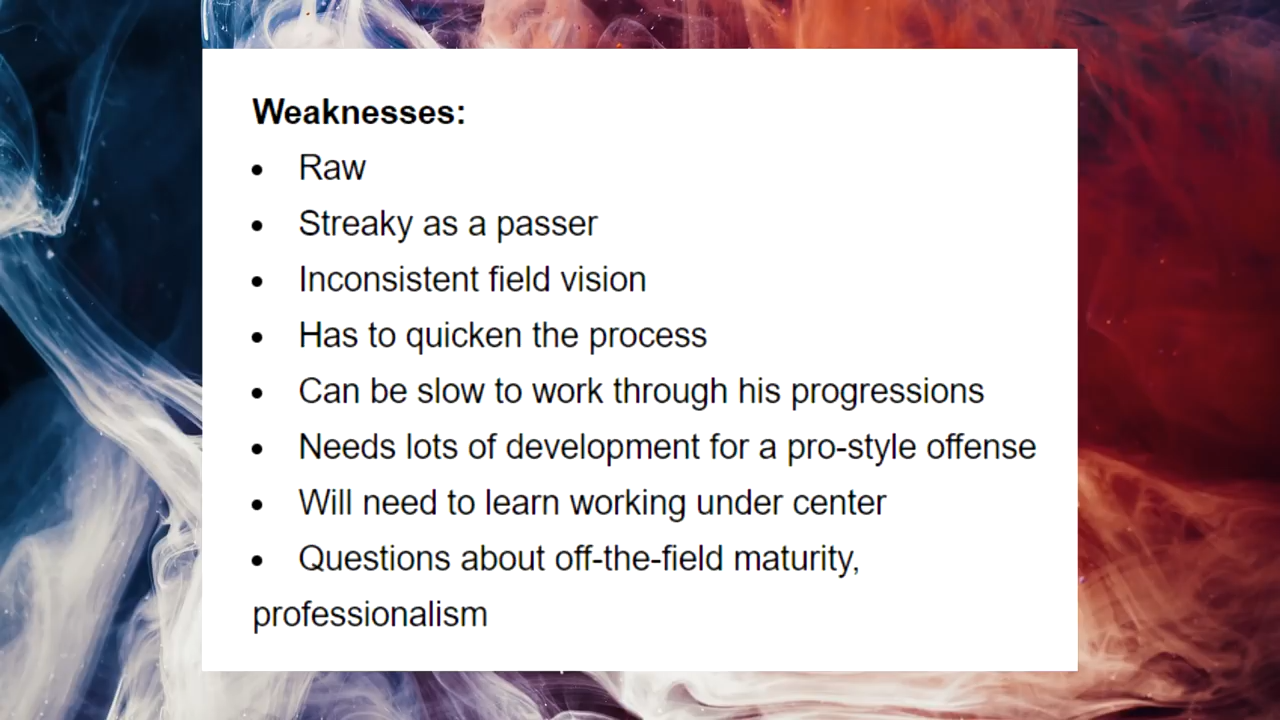 Weaknesses:
• Raw
• Streaky as a passer
• Inconsistent field vision
• Has to quicken the process
• Can be slow to work through his progressions
• Needs lots of development for a pro-style offense
• Will need to learn working under center
• Questions about off-the-field maturity,
professionalism